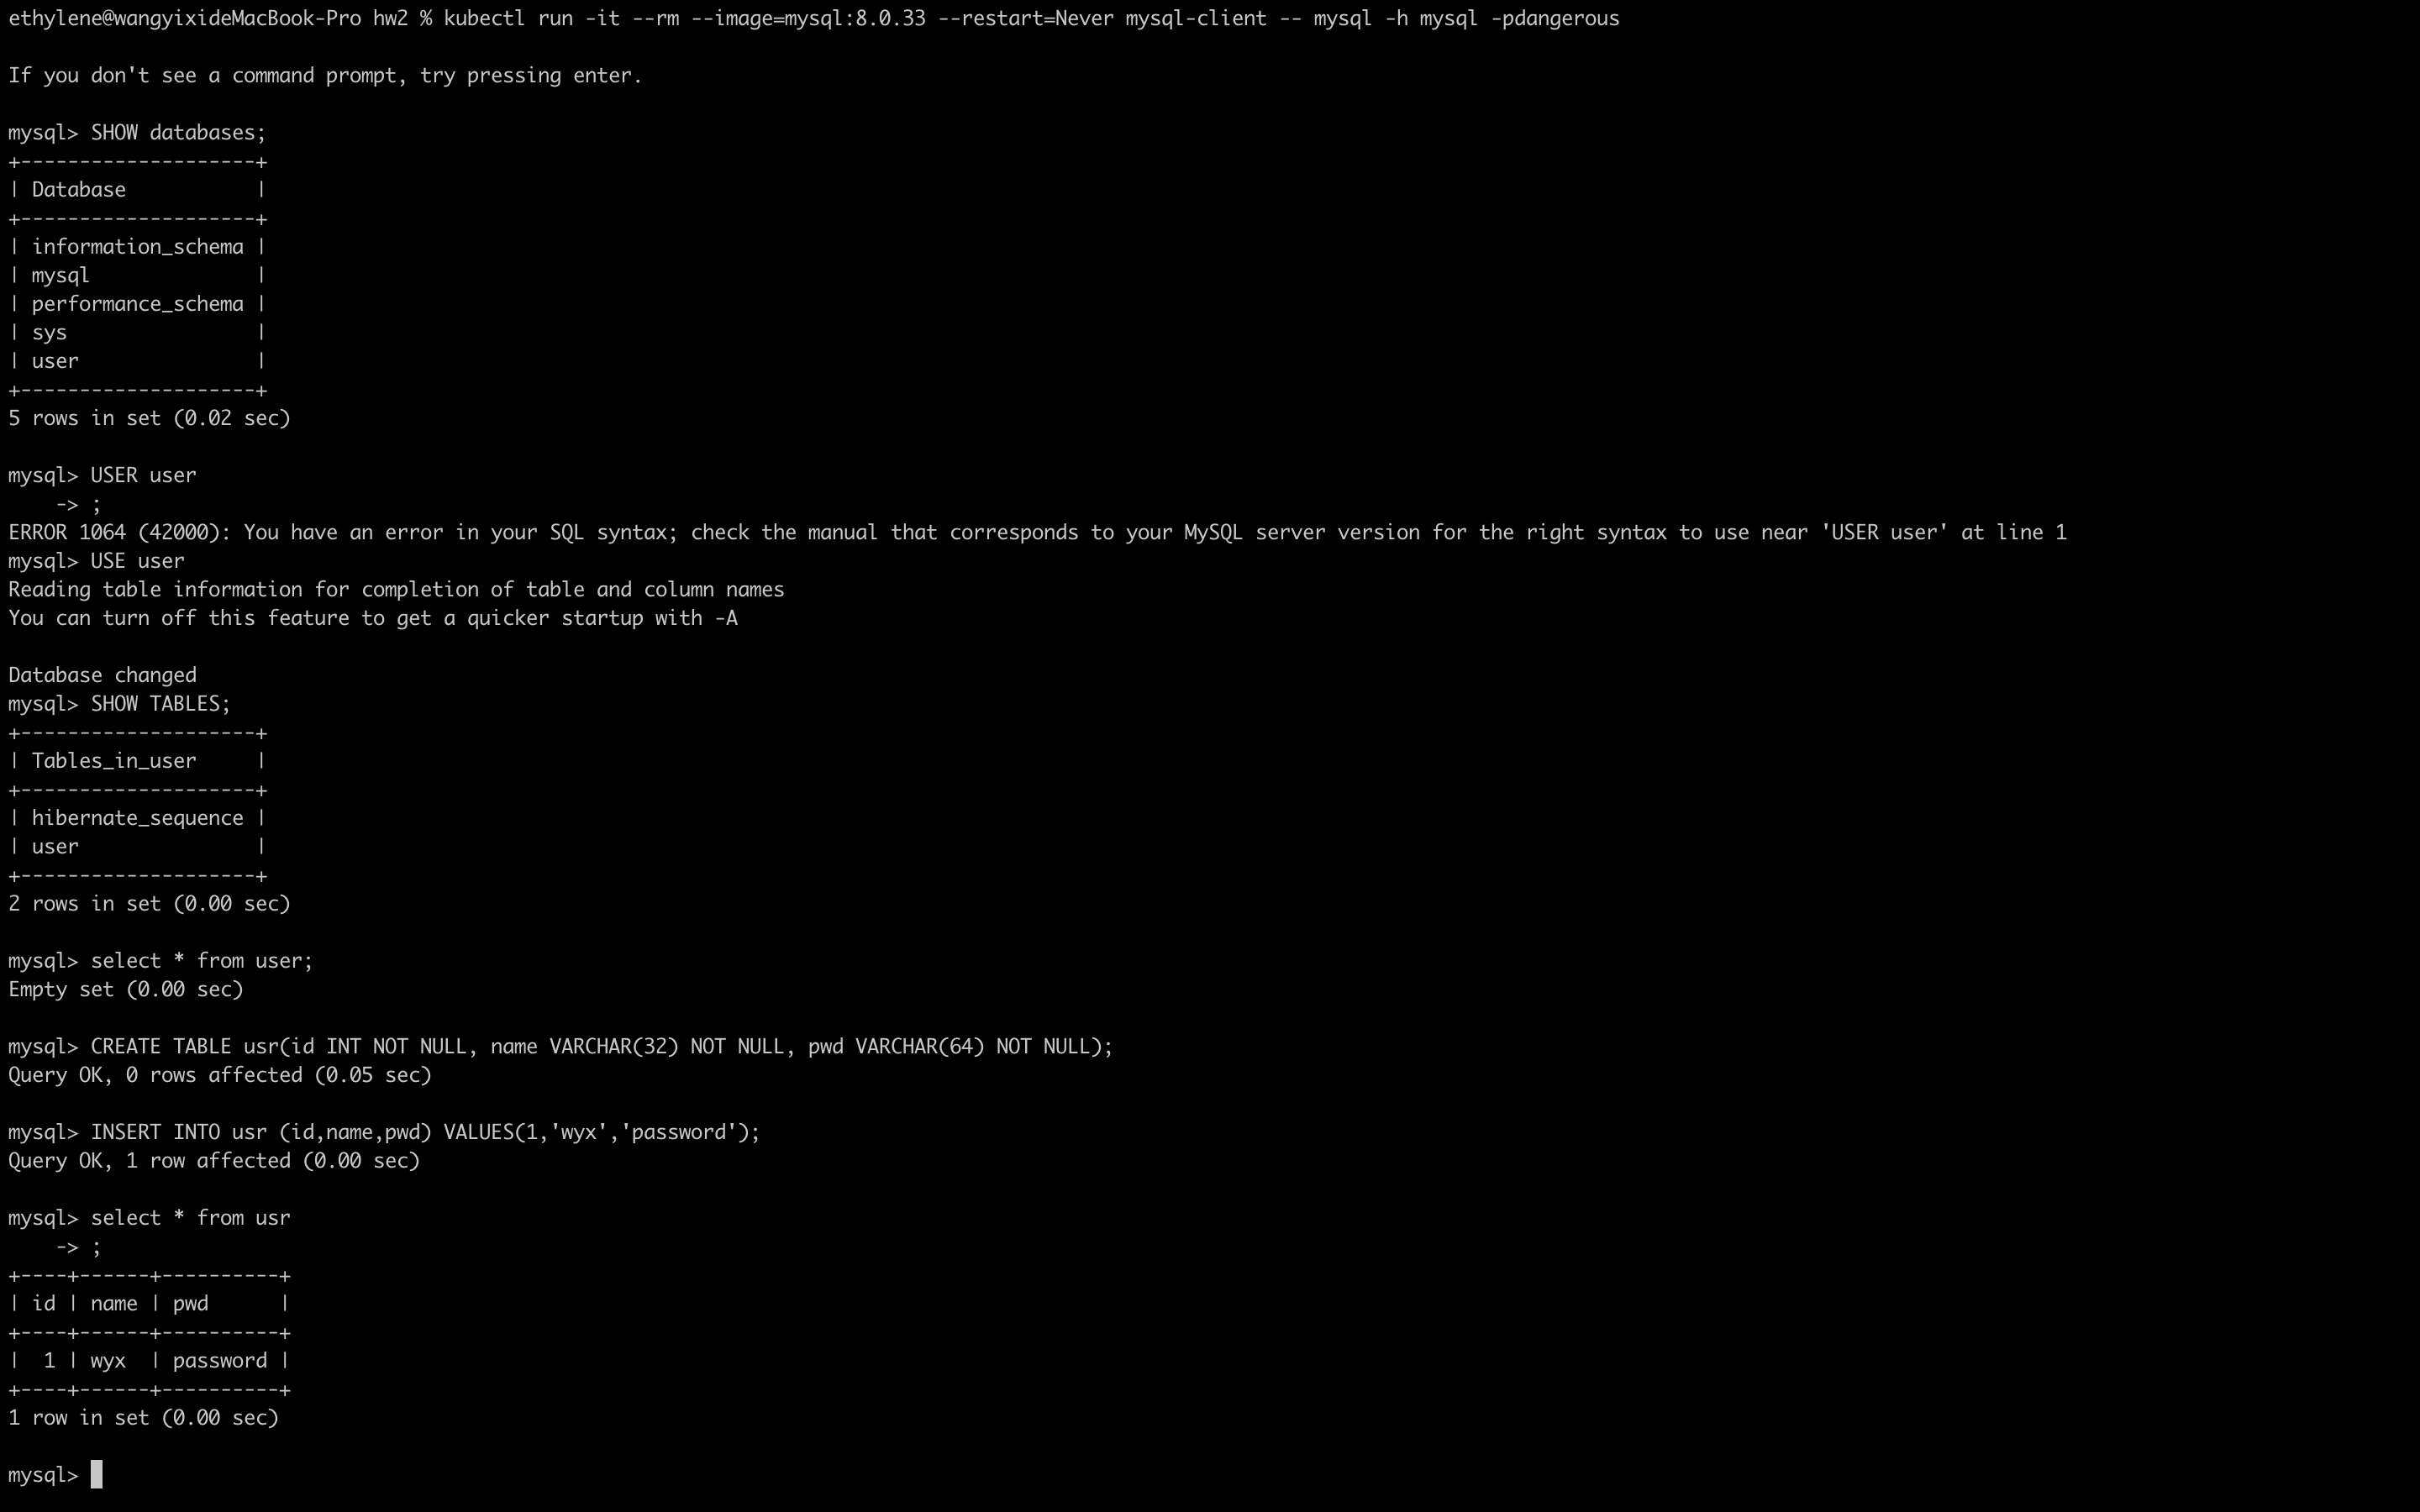 ethylene@wangyixideMacBook-Pro hw2 % kubectl run -it --rm --image=mysql:8.0.33 --restart=Never mysql-client -- mysql -h mysql -pdangerous
If you don't see a command prompt, try pressing enter.
mysql> SHOW databases;
+--------------------+
| Database           |
+--------------------+
| information_schema |
| mysql              |
| performance_schema |
| sys                |
| user               |
+--------------------+
5 rows in set (0.02 sec)
mysql> USER user
    -> ;
ERROR 1064 (42000): You have an error in your SQL syntax; check the manual that corresponds to your MySQL server version for the right syntax to use near 'USER user' at line 1
mysql> USE user
Reading table information for completion of table and column names
You can turn off this feature to get a quicker startup with -A
Database changed
mysql> SHOW TABLES;
+--------------------+
| Tables_in_user     |
+--------------------+
| hibernate_sequence |
| user               |
+--------------------+
2 rows in set (0.00 sec)
mysql> select * from user;
Empty set (0.00 sec)
mysql> CREATE TABLE usr(id INT NOT NULL, name VARCHAR(32) NOT NULL, pwd VARCHAR(64) NOT NULL);
Query OK, 0 rows affected (0.05 sec)
mysql> INSERT INTO usr (id,name,pwd) VALUES(1,'wyx','password');
Query OK, 1 row affected (0.00 sec)
mysql> select * from usr
    -> ;
+----+------+----------+
| id | name | pwd      |
+----+------+----------+
|  1 | wyx  | password |
+----+------+----------+
1 row in set (0.00 sec)
mysql>